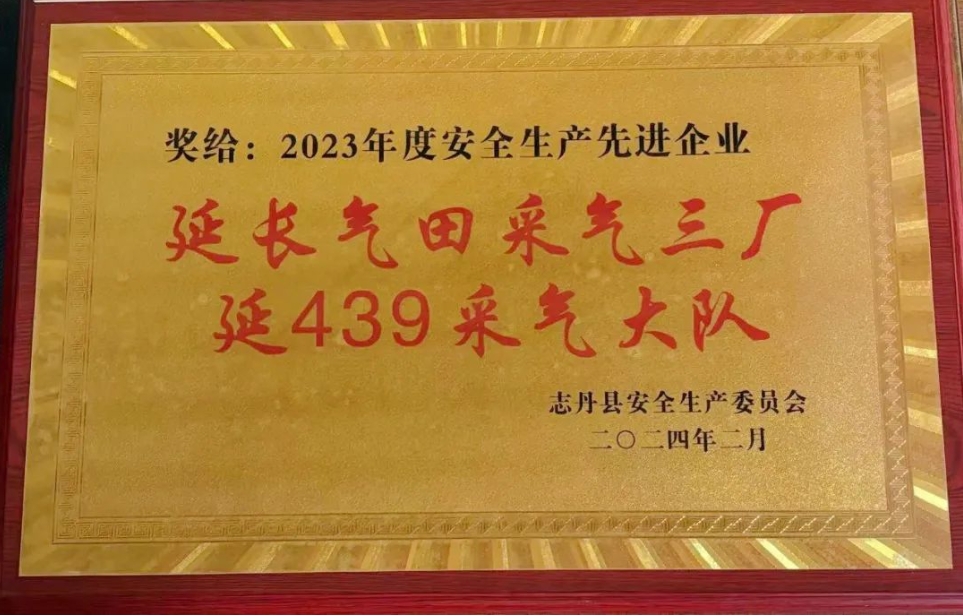 奖给：2023年度安全生产先进企业
延长气田采气三厂
延439采气大队
志丹县安全生产委员会
二〇二四年二月